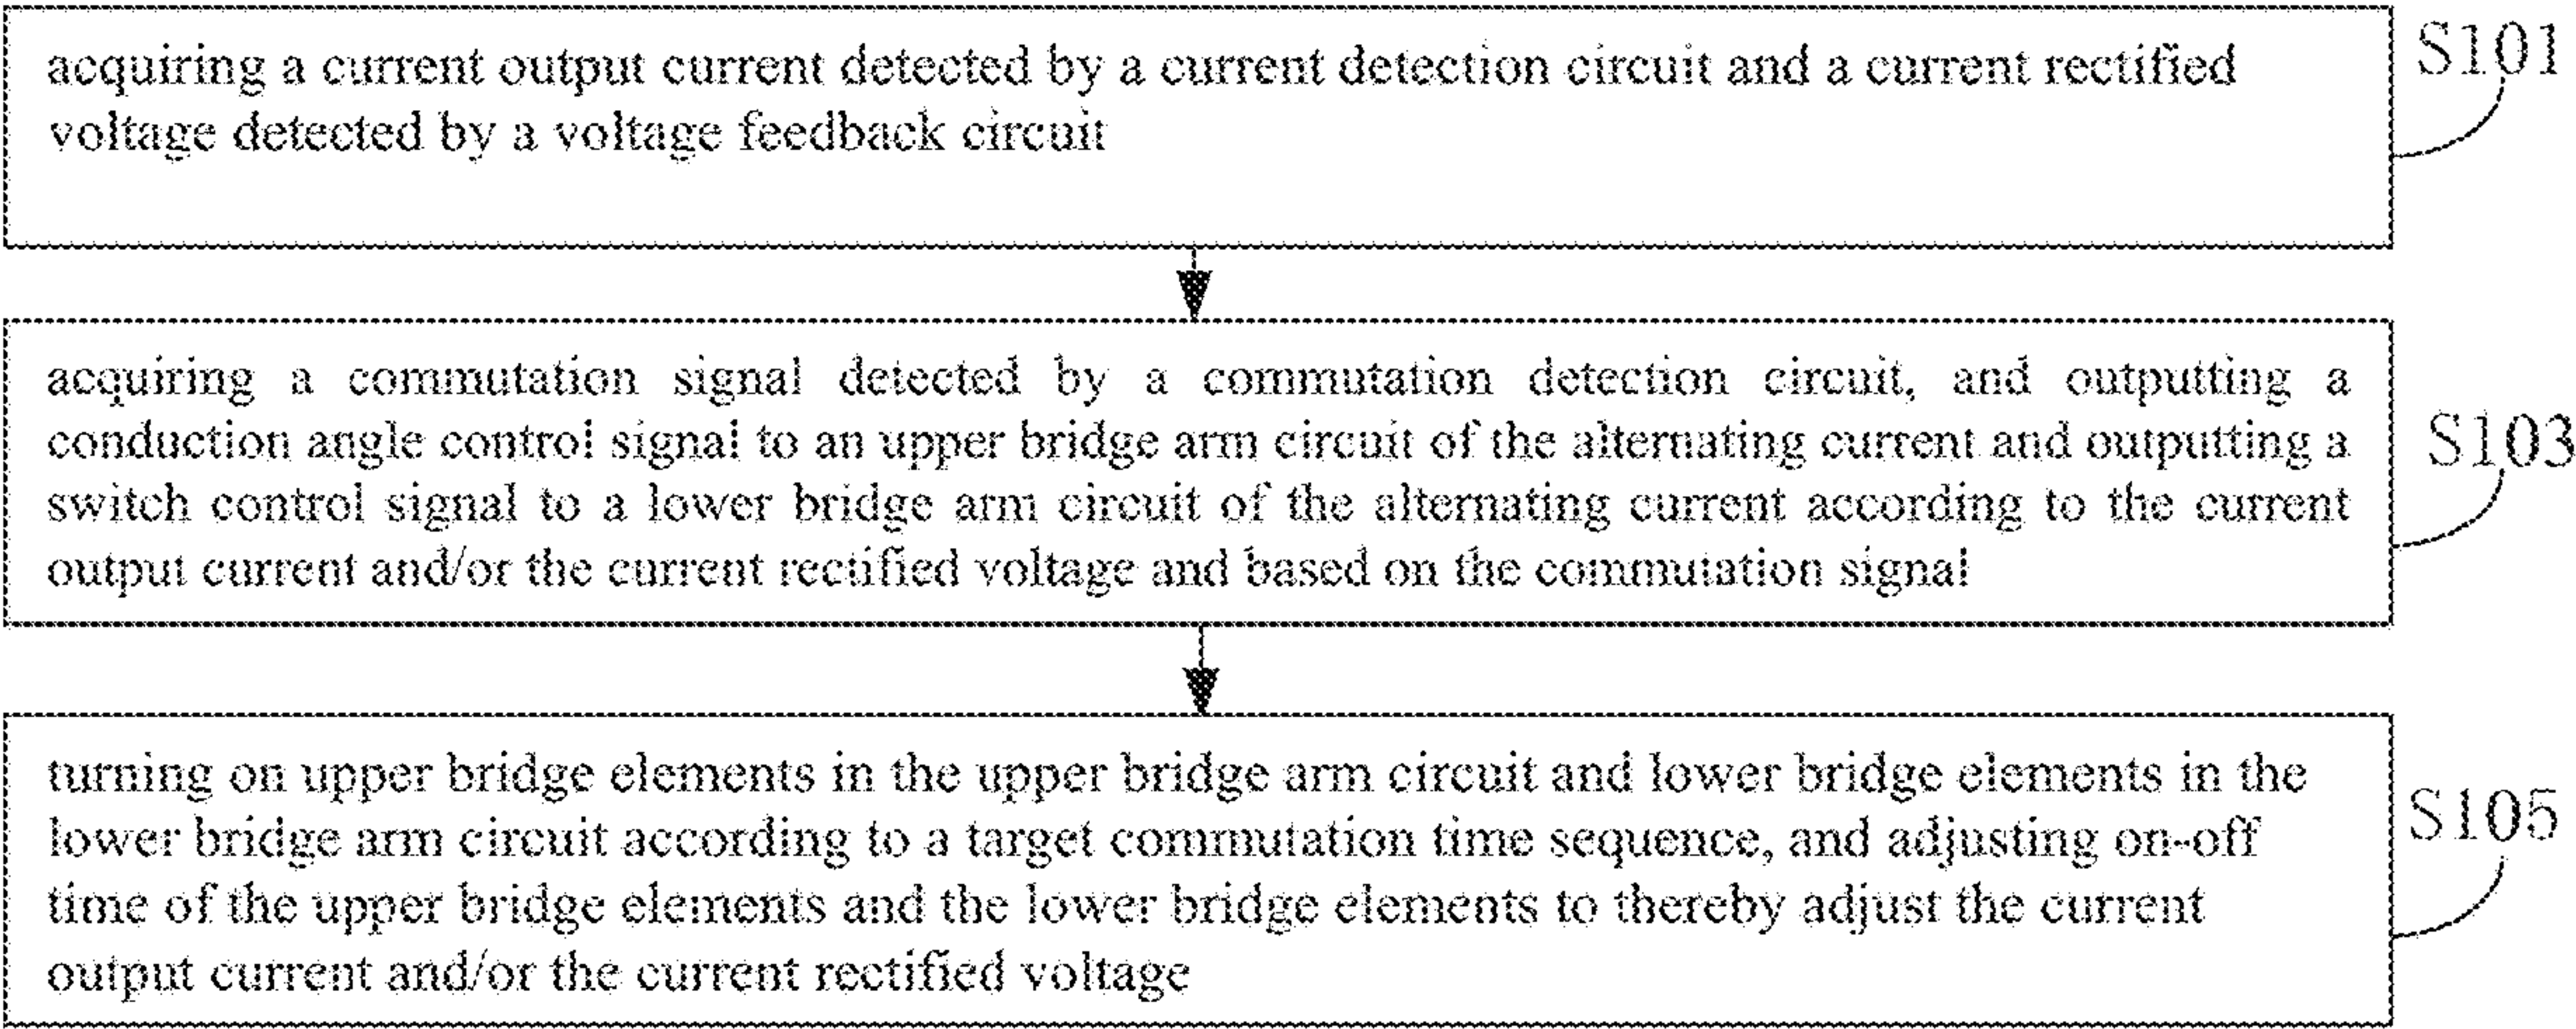 acquiring a current output current detected by a current detection circuit and a current rectified
voltage detected by a voltage feedback circuit
S101
acquiring a commutation signal detected by a commutation detection circuit, and outputting a
conduction angle control signal to an upper bridge arm circuit of the alternating current and outputting a
switch control signal to a lower bridge arm circuit of the alternating current according to the current
output current and/or the current rectified voltage and based on the commutation signal
S103
turning on upper bridge elements in the upper bridge arm circuit and lower bridge elements in the
lower bridge arm circuit according to a target commutation time sequence, and adjusting on-off
time of the upper bridge elements and the lower bridge elements to thereby adjust the current
output current and/or the current rectified voltage
S105